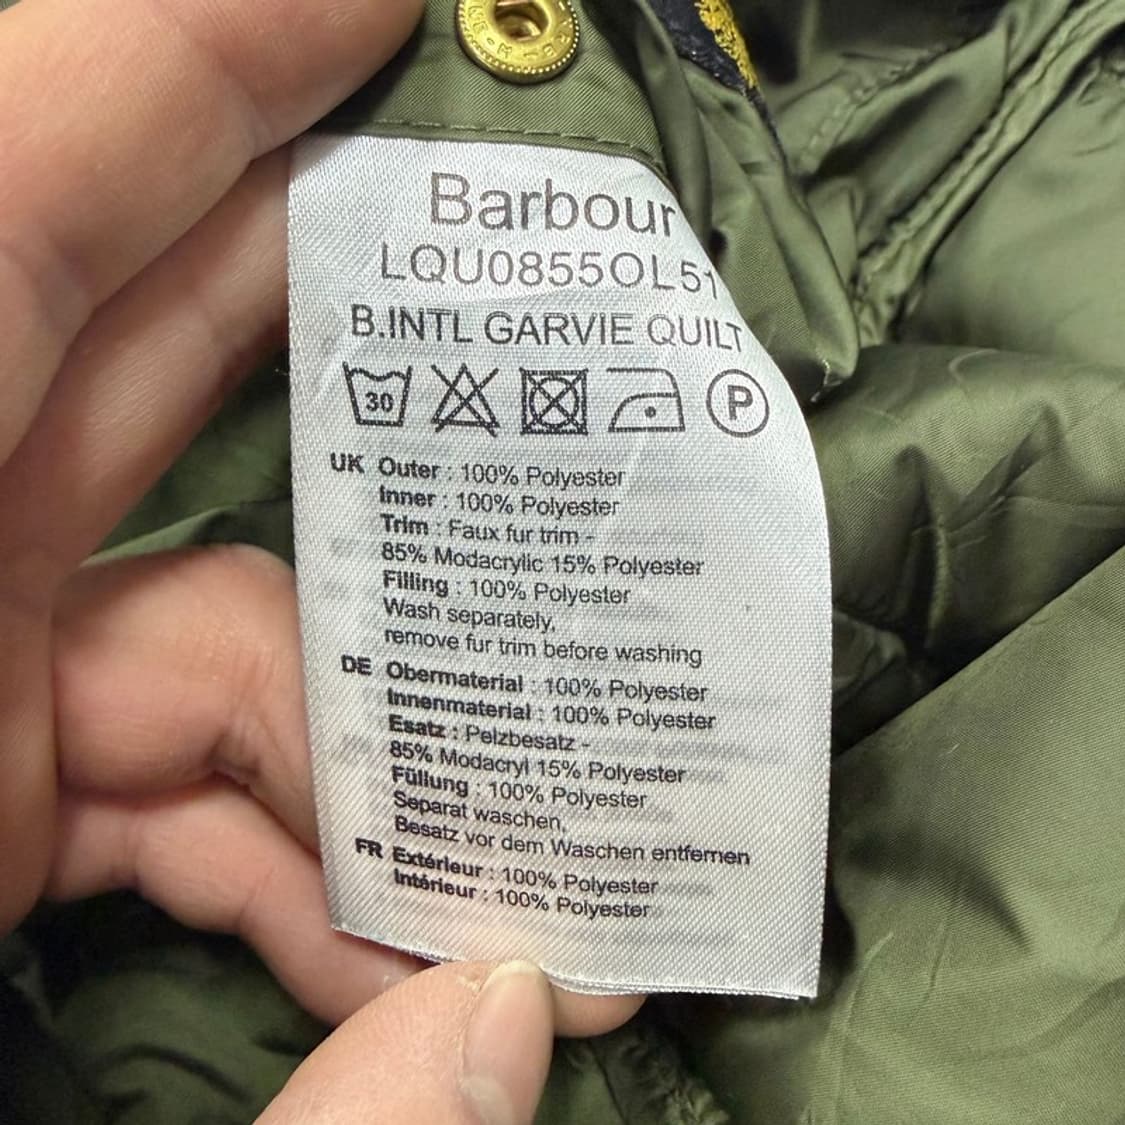 Barbour
LQU0855OL51
B.INTL GARVIE QUILT
30 P
UK Outer : 100% Polyester
Inner : 100% Polyester
Trim : Faux fur trim -
85% Modacrylic 15% Polyester
Filling : 100% Polyester
Wash separately,
remove fur trim before washing
DE Obermaterial : 100% Polyester
Innenmaterial : 100% Polyester
Esatz : Pelzbesatz -
85% Modacryl 15% Polyester
Füllung : 100% Polyester
Separat waschen,
Besatz vor dem Waschen entfernen
FR Extérieur : 100% Polyester
Intérieur : 100% Polyester